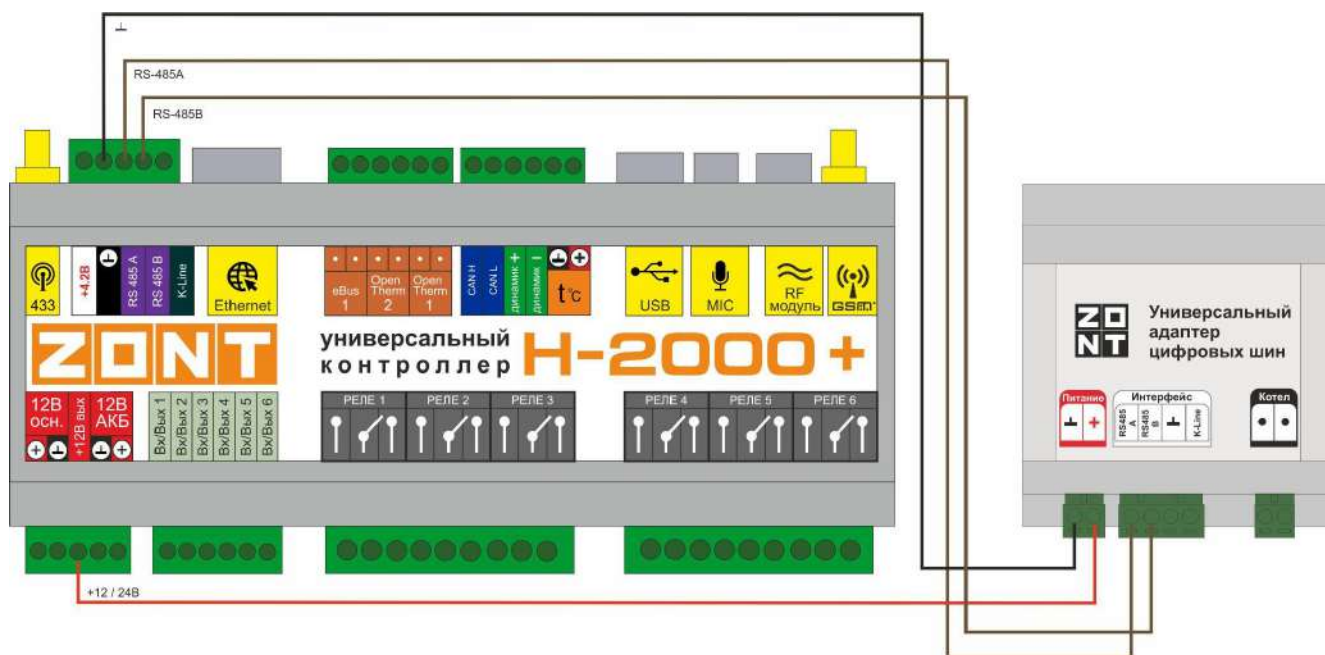 ⊥
RS-485A
RS-485B
433
+4.2В
RS 485 A
RS 485 B
K-Line
Ethernet
eBus
1
Open
Therm
2
Open
Therm
1
CAN H
CAN L
динамик +
динамик −
t°c
USB
MIC
RF
модуль
GSM
ZONT
универсальный
контроллер
H-2000+
12В
осн.
+12В вых
12В
АКБ
Вх/Вых 1
Вх/Вых 2
Вх/Вых 3
Вх/Вых 4
Вх/Вых 5
Вх/Вых 6
РЕЛЕ 1
РЕЛЕ 2
РЕЛЕ 3
РЕЛЕ 4
РЕЛЕ 5
РЕЛЕ 6
+12 / 24В
ZO
NT
Универсальный
адаптер
цифровых шин
Питание
Интерфейс
RS485
A
RS485
B
K-Line
Котел